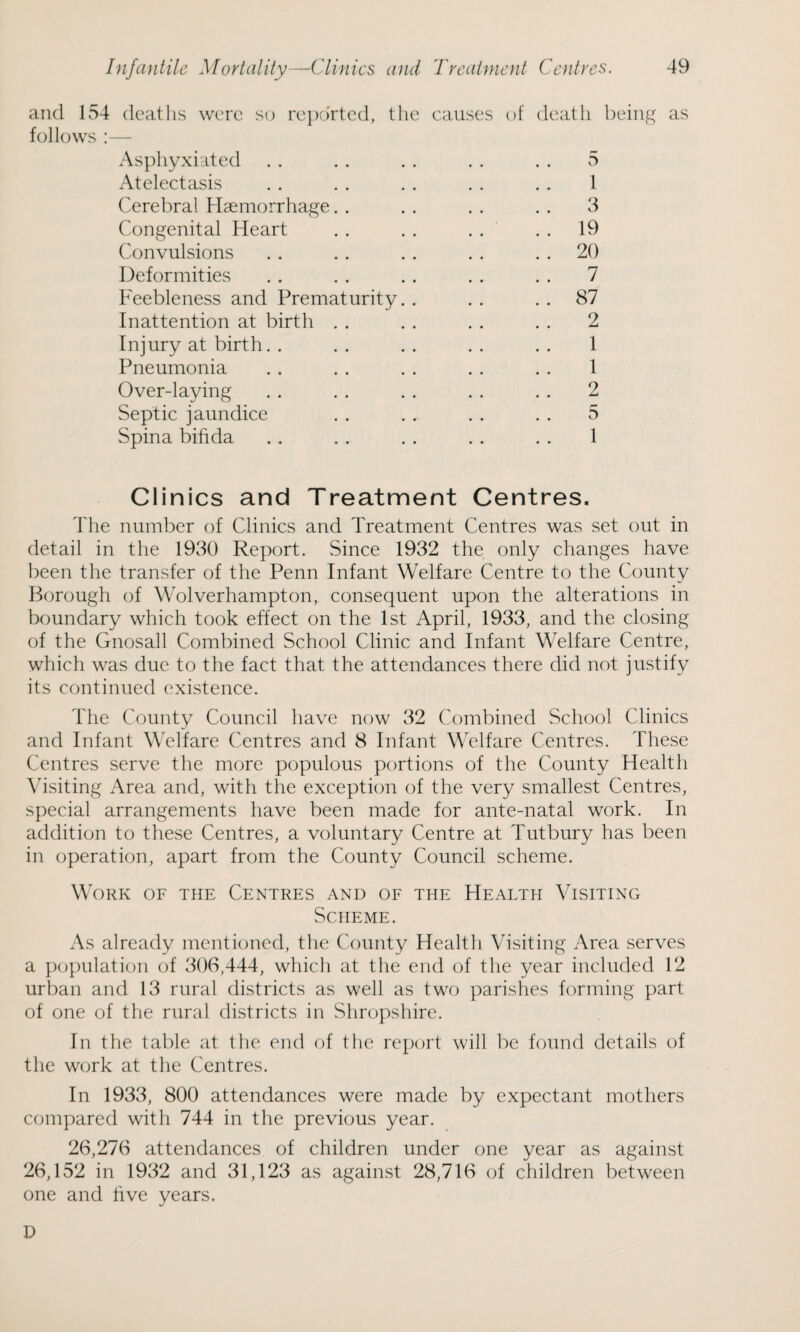 Infantile Mortality—Clinics and Treatment Centres. 49
and 154 deaths were so reported, the causes of death being as
follows :—
Asphyxiated . . . . . . . . . . 5
Atelectasis . . . . . . . . . . 1
Cerebral Hæmorrhage. . . . . . . . 3
Congenital Heart . . . . . . . . 19
Convulsions . . . . . . . . . . 20
Deformities . . . . . . . . . . 7
Feebleness and Prematurity. . . . . . 87
Inattention at birth . . . . . . . . 2
Injury at birth. . . . . . . . . . 1
Pneumonia . . . . . . . . . . 1
Over-laying . . . . . . . . . . 2
Septic jaundice . . . . . . . . 5
Spina bifida . . . . . . . . . . 1
Clinics and Treatment Centres.
The number of Clinics and Treatment Centres was set out in
detail in the 1930 Report. Since 1932 the only changes have
been the transfer of the Penn Infant Welfare Centre to the County
Borough of Wolverhampton, consequent upon the alterations in
boundary which took effect on the 1st April, 1933, and the closing
of the Gnosall Combined School Clinic and Infant Welfare Centre,
which was due to the fact that the attendances there did not justify
its continued existence.
The County Council have now 32 Combined School Clinics
and Infant Welfare Centres and 8 Infant Welfare Centres. These
Centres serve the more populous portions of the County Health
Visiting Area and, with the exception of the very smallest Centres,
special arrangements have been made for ante-natal work. In
addition to these Centres, a voluntary Centre at Tutbury has been
in operation, apart from the County Council scheme.
Work of the Centres and of the Health Visiting
Scheme.
As already mentioned, the County Health Visiting Area serves
a population of 306,444, which at the end of the year included 12
urban and 13 rural districts as well as two parishes forming part
of one of the rural districts in Shropshire.
In the table at the end of the report will be found details of
the work at the Centres.
In 1933, 800 attendances were made by expectant mothers
compared with 744 in the previous year.
26,276 attendances of children under one year as against
26,152 in 1932 and 31,123 as against 28,716 of children between
one and five years.
D